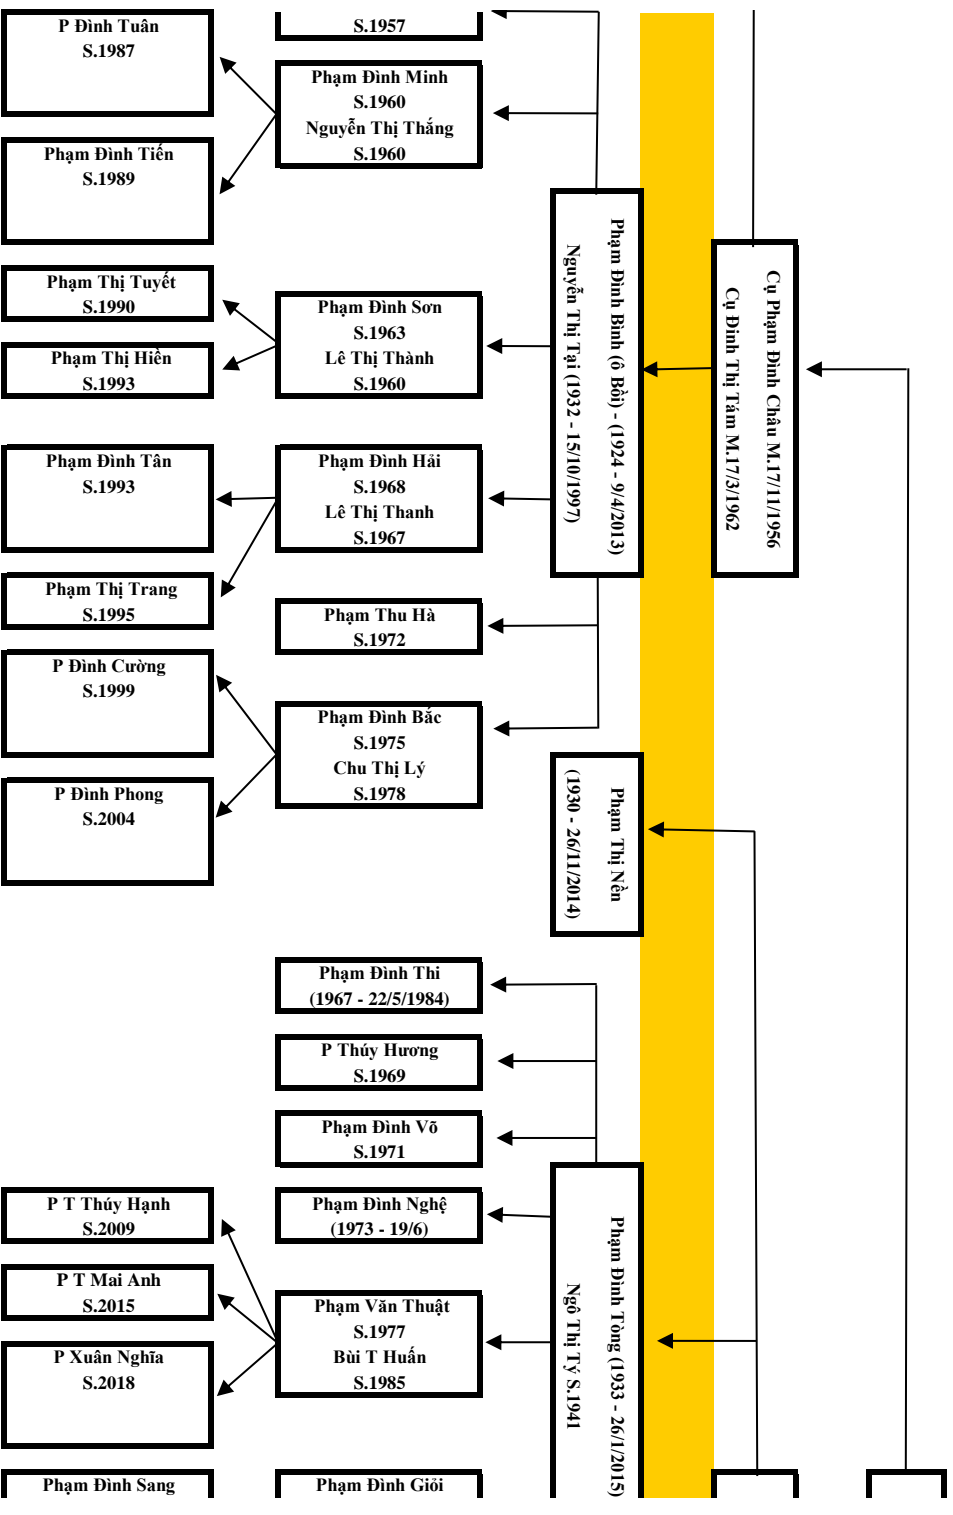 P Đình Tuân
S.1987
S.1957
Phạm Đình Minh
S.1960
Nguyễn Thị Thắng
S.1960
Phạm Đình Tiến
S.1989
Phạm Thị Tuyết
S.1990
Phạm Thị Hiền
S.1993
Phạm Đình Sơn
S.1963
Lê Thị Thành
S.1960
Phạm Đình Bình (ô Bồi) - (1924 - 9/4/2013)
Nguyễn Thị Tại (1932 - 15/10/1997)
Cụ Phạm Đình Châu M.17/11/1956
Cụ Đinh Thị Tám M.17/3/1962
Phạm Đình Tân
S.1993
Phạm Đình Hải
S.1968
Lê Thị Thanh
S.1967
Phạm Thị Trang
S.1995
Phạm Thu Hà
S.1972
P Đình Cường
S.1999
Phạm Đình Bắc
S.1975
Chu Thị Lý
S.1978
P Đình Phong
S.2004
Phạm Thị Nền
(1930 - 26/11/2014)
Phạm Đình Thi
(1967 - 22/5/1984)
P Thúy Hương
S.1969
Phạm Đình Võ
S.1971
P T Thúy Hạnh
S.2009
Phạm Đình Nghệ
(1973 - 19/6)
P T Mai Anh
S.2015
Phạm Văn Thuật
S.1977
Bùi T Huấn
S.1985
P Xuân Nghĩa
S.2018
Phạm Đình Tòng (1933 - 26/1/2015)
Ngô Thị Tý S.1941
Phạm Đình Sang
Phạm Đình Giỏi